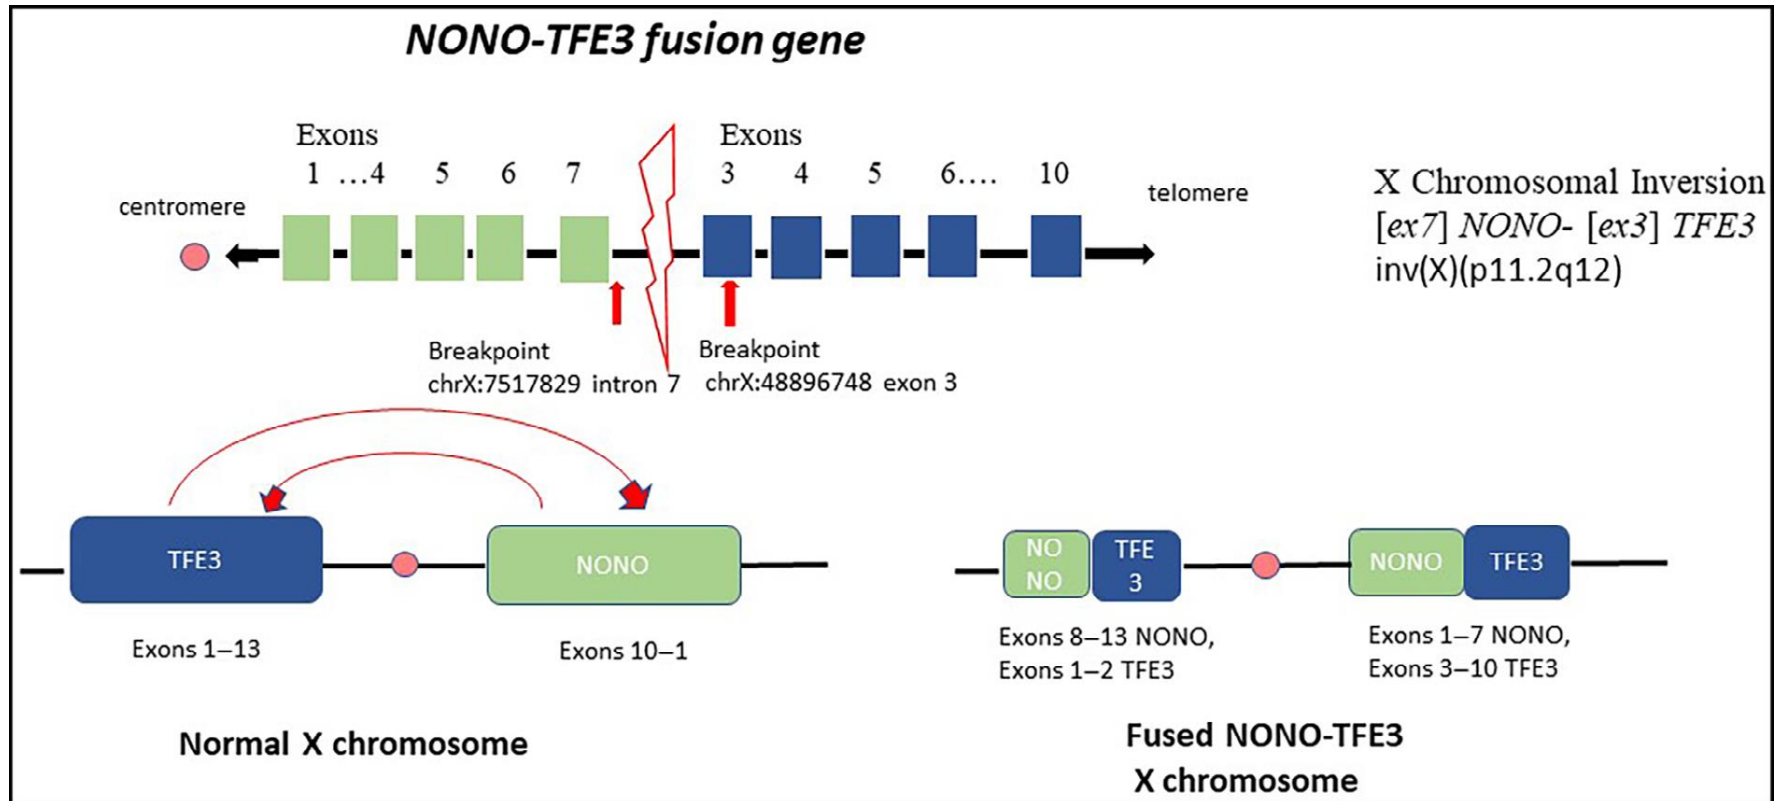 NONO-TFE3 fusion gene
Exons
1 …4 5 6 7
Exons
3 4 5 6…. 10
centromere
telomere
X Chromosomal Inversion
[ex7] NONO- [ex3] TFE3
inv(X)(p11.2q12)
Breakpoint
chrX:7517829 intron 7
Breakpoint
chrX:48896748 exon 3
TFE3
NONO
Exons 1–13
Exons 10–1
Normal X chromosome
NO
NO
TFE
3
NONO
TFE3
Exons 8–13 NONO,
Exons 1–2 TFE3
Exons 1–7 NONO,
Exons 3–10 TFE3
Fused NONO-TFE3
X chromosome